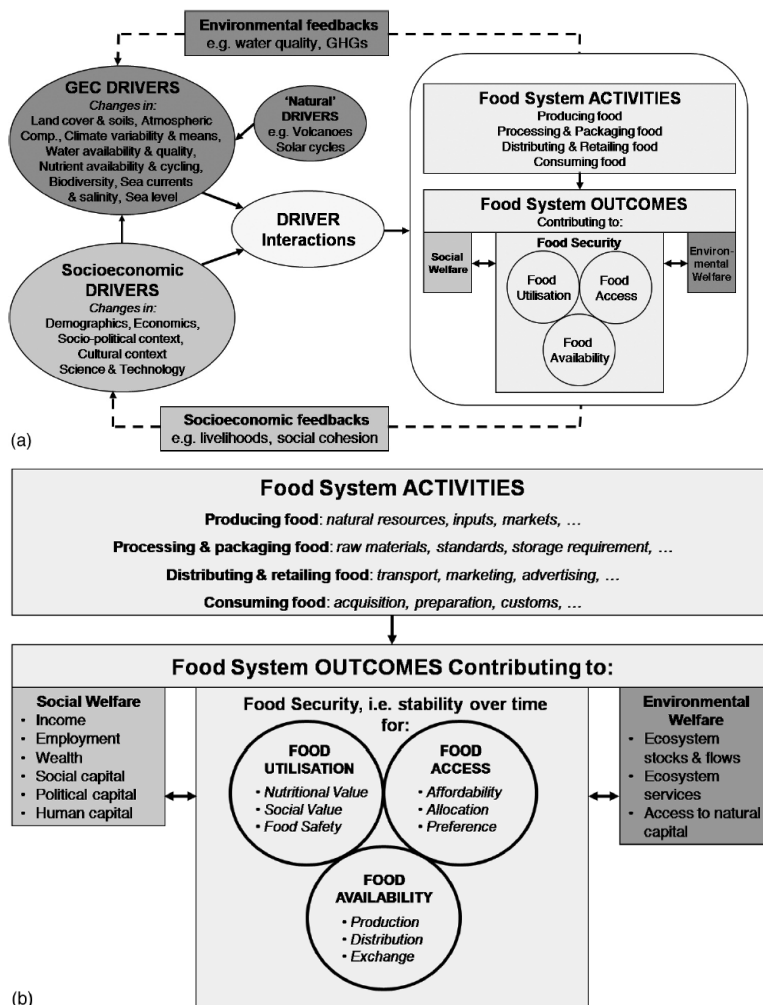 Environmental feedbacks
e.g. water quality, GHGs
GEC DRIVERS
Changes in:
Land cover & soils, Atmospheric
Comp., Climate variability & means,
Water availability & quality,
Nutrient availability & cycling,
Biodiversity, Sea currents
& salinity, Sea level
'Natural'
DRIVERS
e.g. Volcanoes
Solar cycles
DRIVER
Interactions
Socioeconomic
DRIVERS
Changes in:
Demographics, Economics,
Socio-political context,
Cultural context
Science & Technology
Food System ACTIVITIES
Producing food
Processing & Packaging food
Distributing & Retailing food
Consuming food
Food System OUTCOMES
Contributing to:
Social
Welfare
Food Security
Food
Utilisation
Food
Access
Food
Availability
Environ-
mental
Welfare
Socioeconomic feedbacks
e.g. livelihoods, social cohesion
(a)
Food System ACTIVITIES
Producing food: natural resources, inputs, markets, ...
Processing & packaging food: raw materials, standards, storage requirement, ...
Distributing & retailing food: transport, marketing, advertising, ...
Consuming food: acquisition, preparation, customs, ...
Food System OUTCOMES Contributing to:
Social Welfare
• Income
• Employment
• Wealth
• Social capital
• Political capital
• Human capital
Food Security, i.e. stability over time
for:
FOOD
UTILISATION
• Nutritional Value
• Social Value
• Food Safety
FOOD
ACCESS
• Affordability
• Allocation
• Preference
FOOD
AVAILABILITY
• Production
• Distribution
• Exchange
Environmental
Welfare
• Ecosystem
stocks & flows
• Ecosystem
services
• Access to natural
capital
(b)